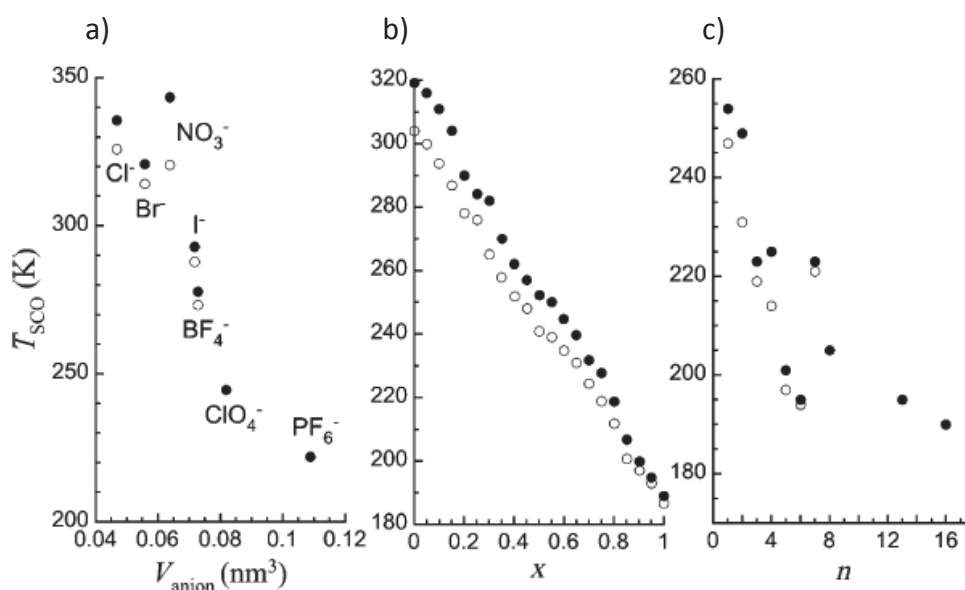 a)
b)
c)
T_SCO (K)
350
300
250
200
Cl⁻
Br⁻
NO₃⁻
I⁻
BF₄⁻
ClO₄⁻
PF₆⁻
0.04 0.06 0.08 0.10 0.12
V_anion (nm³)
320
300
280
260
240
220
200
180
0 0.2 0.4 0.6 0.8 1
x
260
240
220
200
180
0 4 8 12 16
n